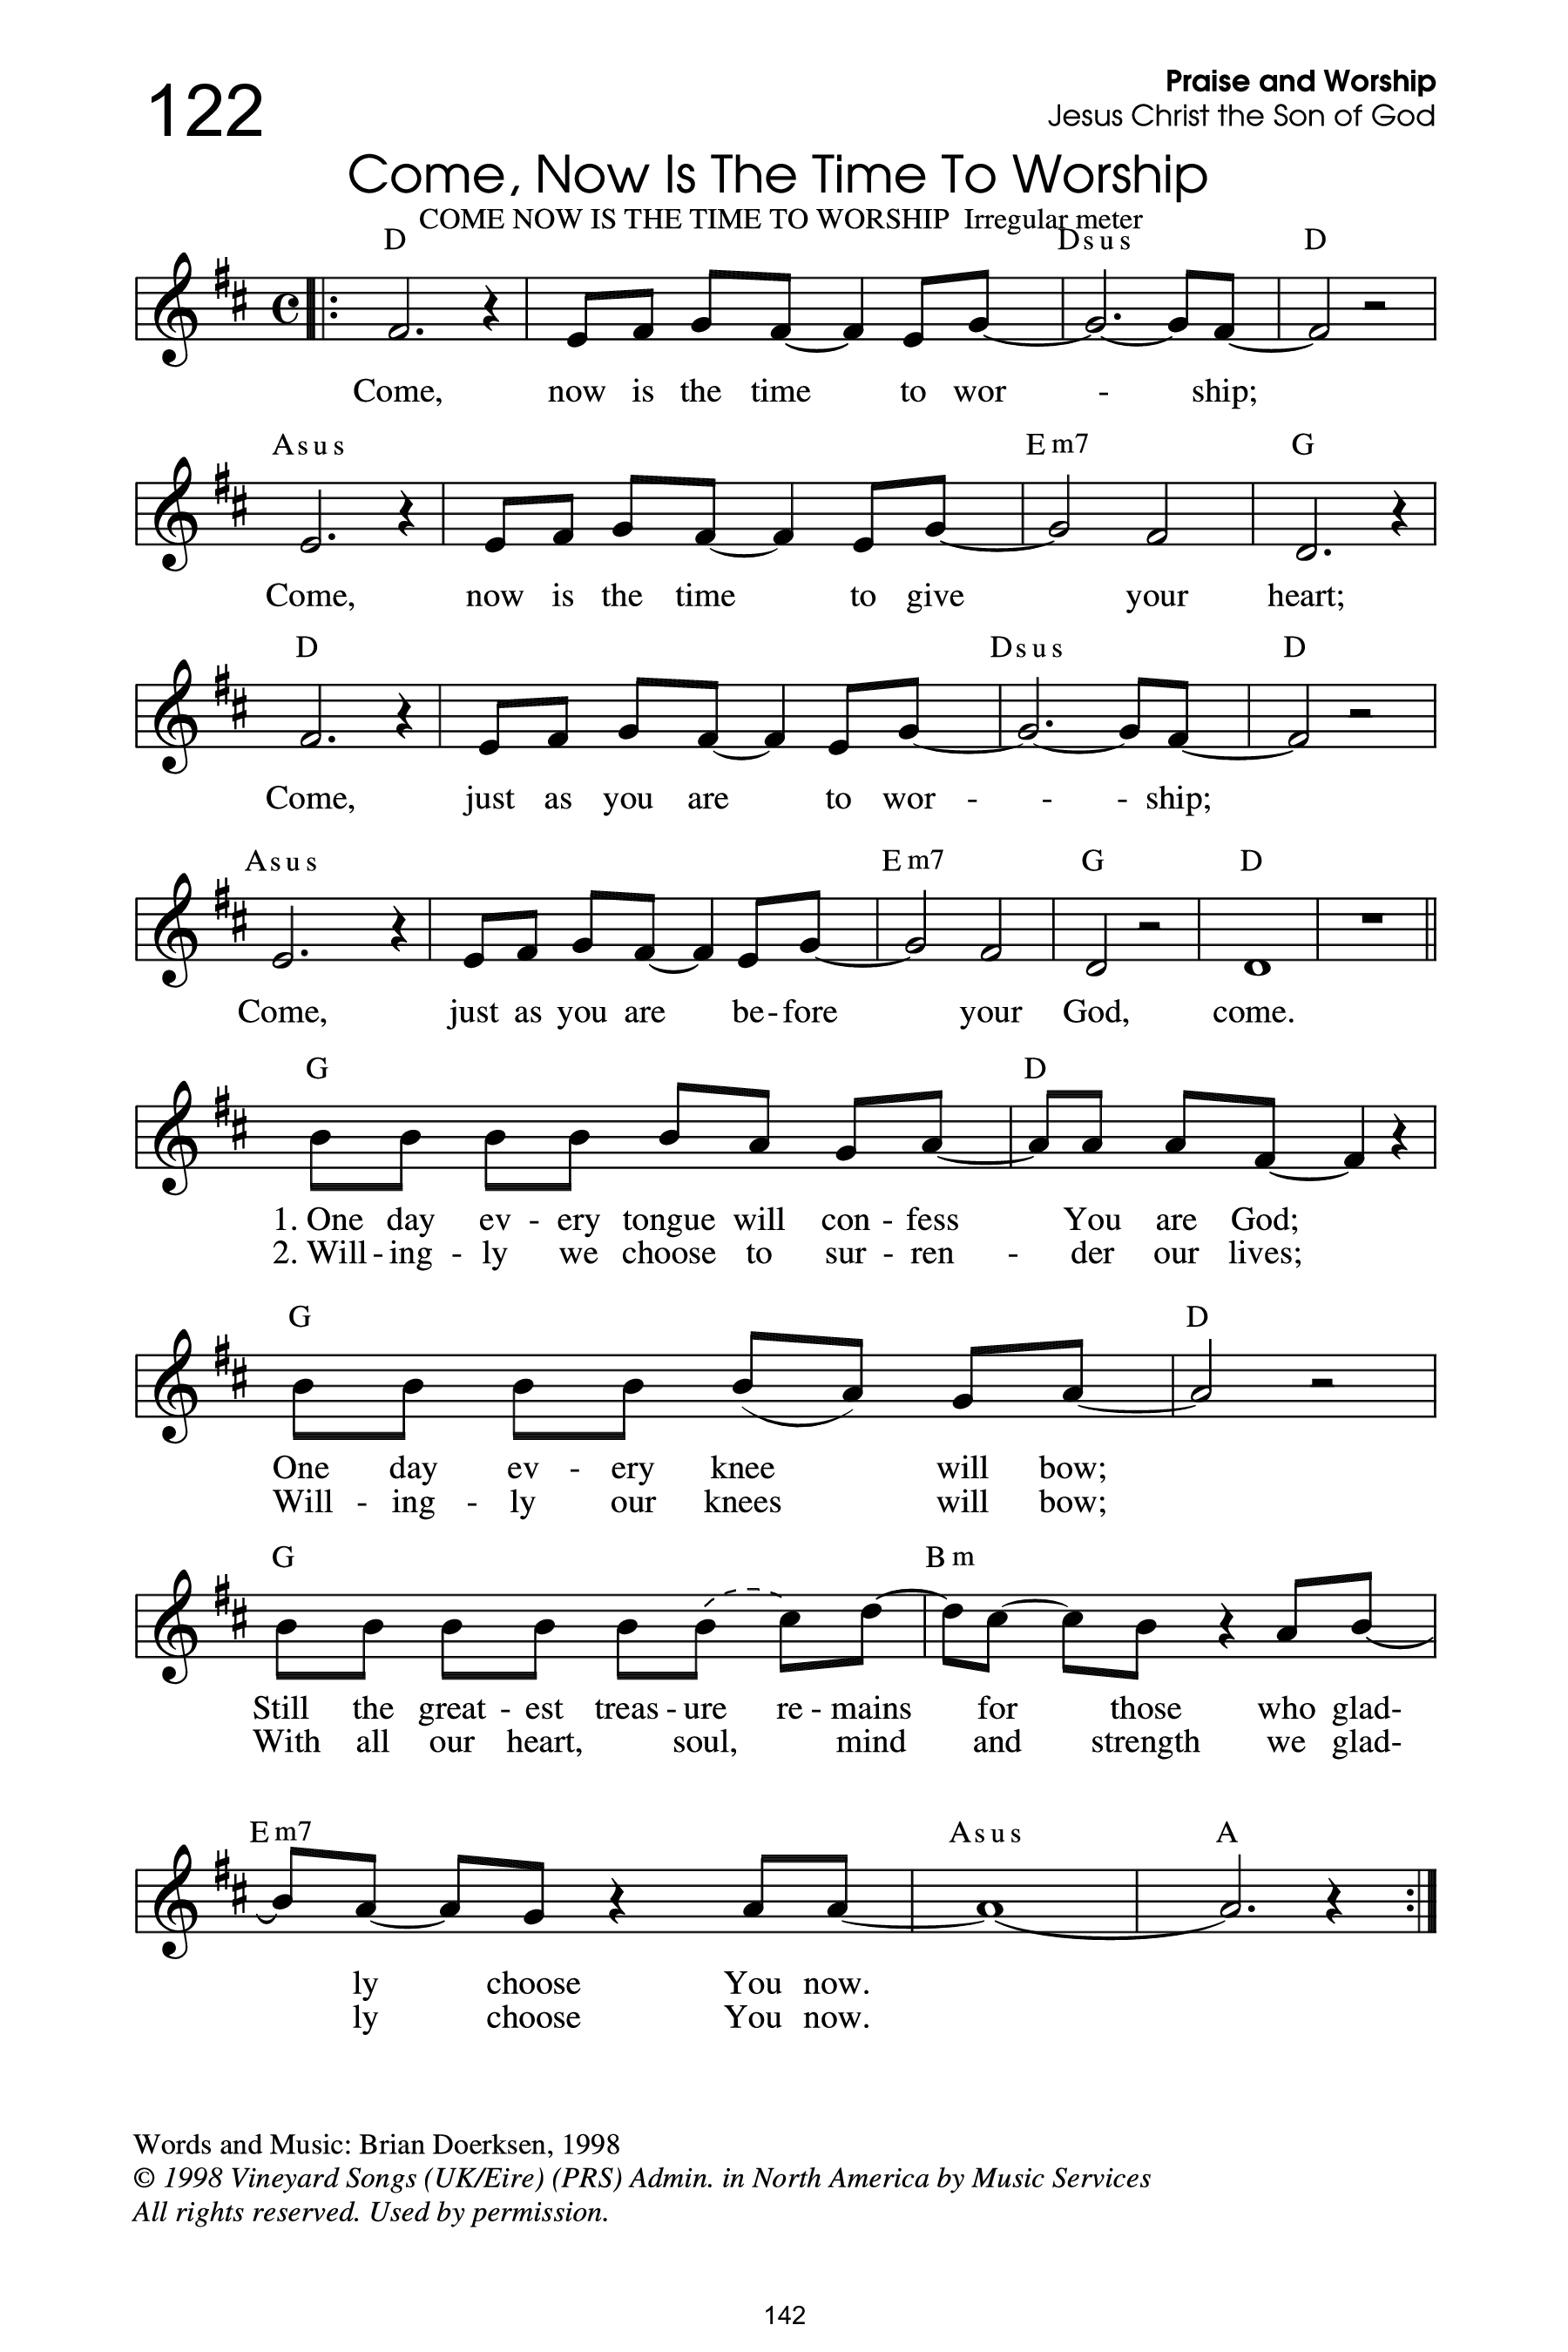 122
Praise and Worship
Jesus Christ the Son of God
Come, Now Is The Time To Worship
COME NOW IS THE TIME TO WORSHIP Irregular meter
D Dsus D
Come, now is the time to wor - ship;
Asus Em7 G
Come, now is the time to give your heart;
D Dsus D
Come, just as you are to wor - - - ship;
Asus Em7 G D
Come, just as you are be - fore your God, come.
G D
1. One day ev - ery tongue will con - fess You are God;
2. Will - ing - ly we choose to sur - ren - der our lives;
G D
One day ev - ery knee will bow;
Will - ing - ly our knees will bow;
G Bm
Still the great - est treas - ure re - mains for those who glad-
With all our heart, soul, mind and strength we glad-
Em7 Asus A
ly choose You now.
ly choose You now.
Words and Music: Brian Doerksen, 1998
© 1998 Vineyard Songs (UK/Eire) (PRS) Admin. in North America by Music Services
All rights reserved. Used by permission.
142